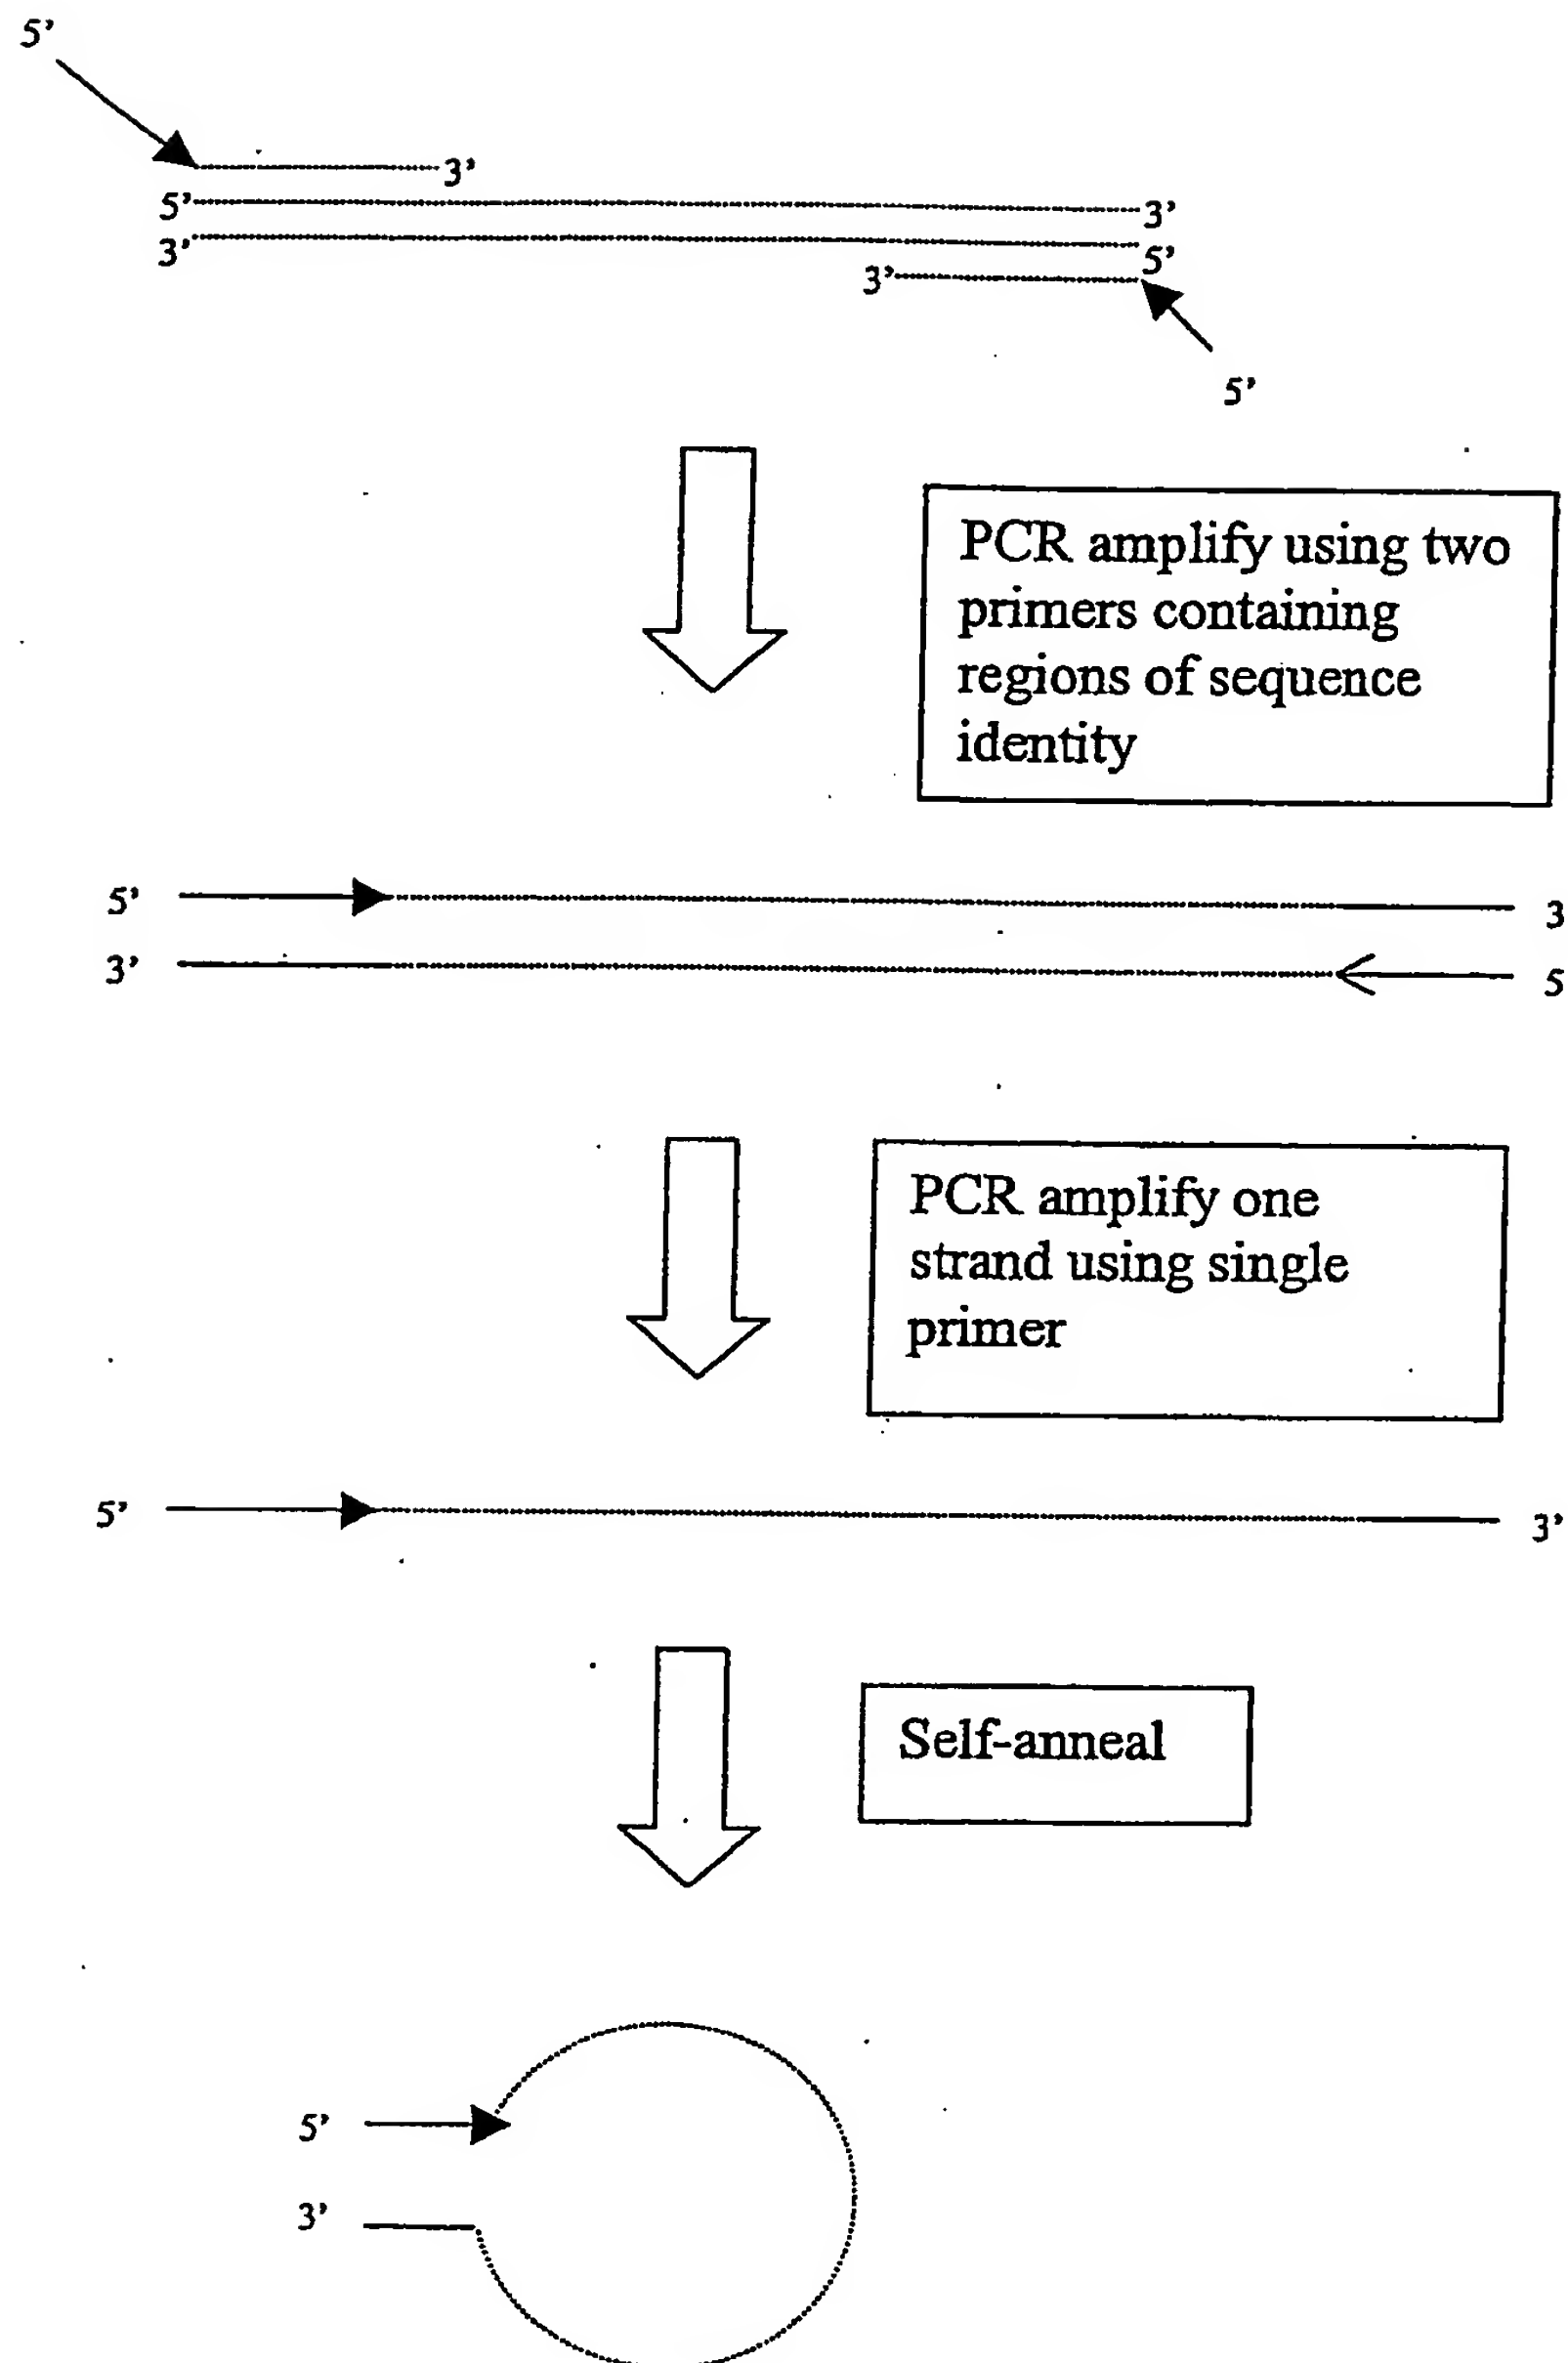 5’
3’
5’ 3’
3’ 5’
3’
5’
PCR amplify using two
primers containing
regions of sequence
identity
5’ 3
3’ 5
PCR amplify one
strand using single
primer
5’ 3’
Self-anneal
5’
3’